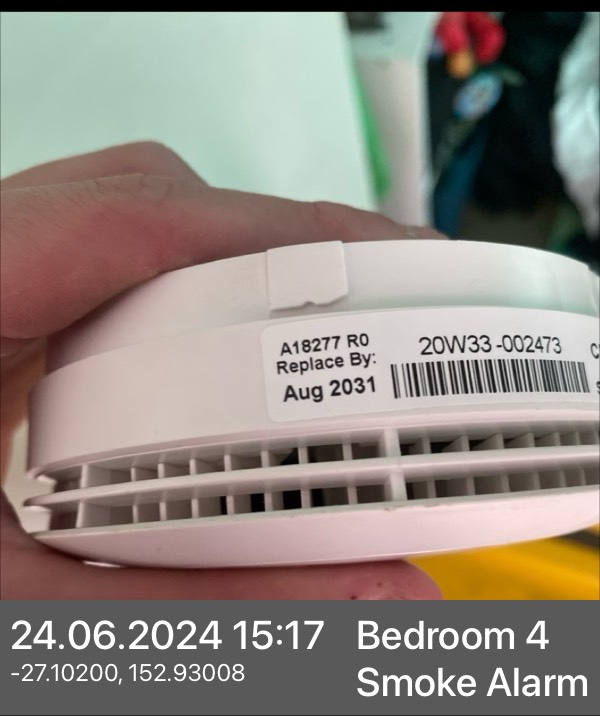 A18277 R0
Replace By:
Aug 2031
20W33-002473
24.06.2024 15:17
-27.10200, 152.93008
Bedroom 4
Smoke Alarm